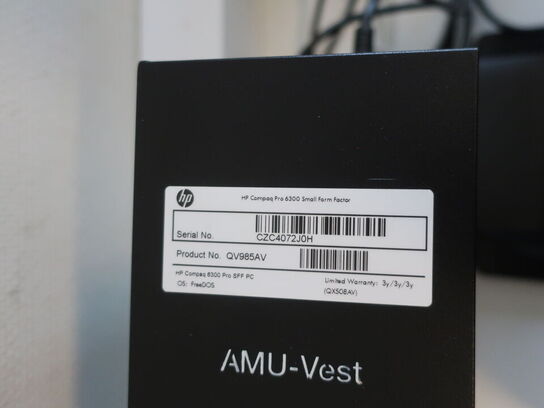 hp
HP Compaq Pro 6300 Small Form Factor
Serial No. CZC4072J0H
Product No. QV985AV
HP Compaq 6300 Pro SFF PC
Limited Warranty: 3y/3y/3y
OS: FreeDOS
(QX508AV)
AMU-Vest